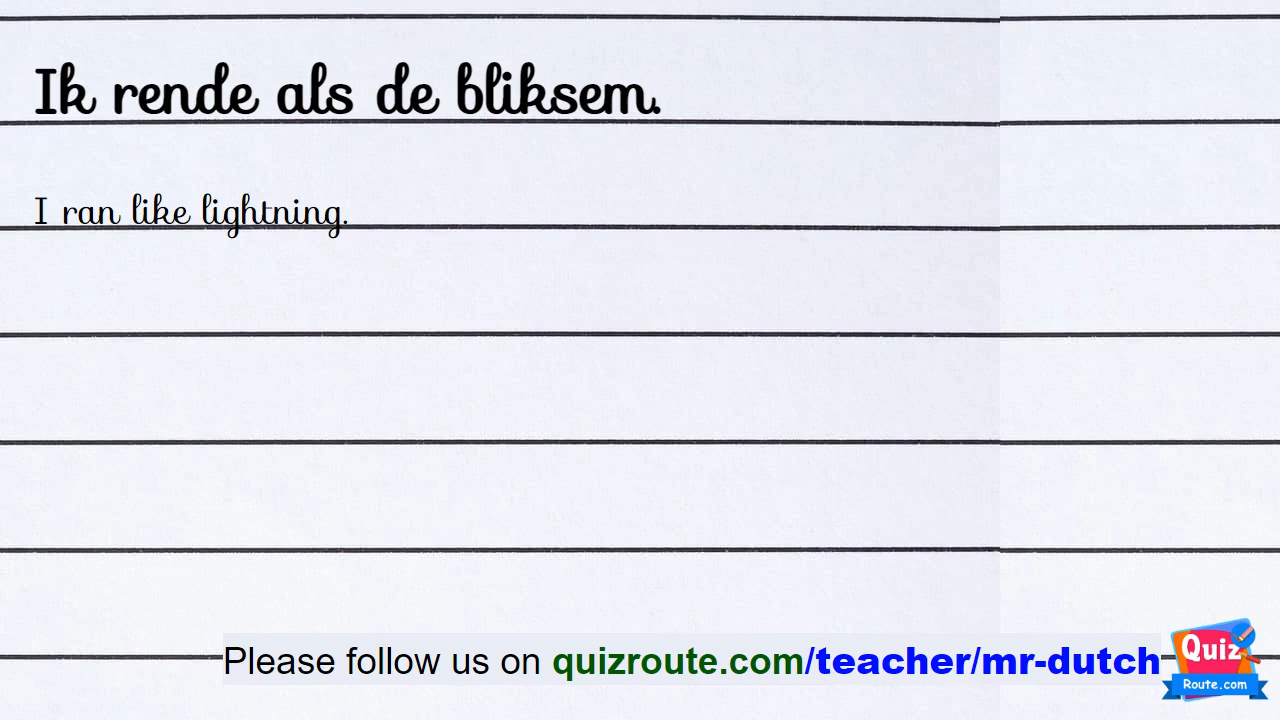 Ik rende als de bliksem.
I ran like lightning.
Please follow us on quizroute.com/teacher/mr-dutch
Quiz
Route.com